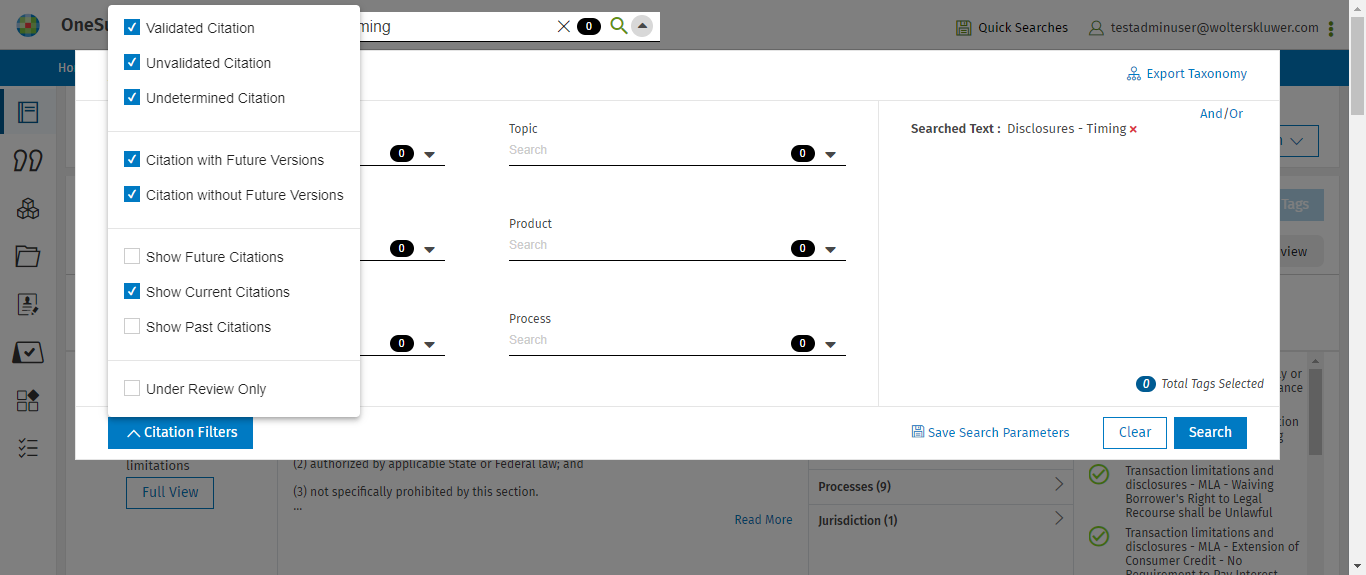 OneSu
ming
0
Quick Searches
testadminuser@wolterskluwer.com
Validated Citation
Unvalidated Citation
Undetermined Citation
Citation with Future Versions
Citation without Future Versions
Show Future Citations
Show Current Citations
Show Past Citations
Under Review Only
Citation Filters
Ho
Export Taxonomy
And/Or
Searched Text : Disclosures - Timing ×
Topic
Search
0
0
Product
Search
0
0
Process
Search
0
0
0 Total Tags Selected
Save Search Parameters
Clear
Search
Tags
view
y or
nce
tion
g
limitations
Full View
(2) authorized by applicable State or Federal law; and
(3) not specifically prohibited by this section.
...
Read More
Processes (9)
Jurisdiction (1)
Transaction limitations and
disclosures - MLA - Waiving
Borrower's Right to Legal
Recourse shall be Unlawful
Transaction limitations and
disclosures - MLA - Extension of
Consumer Credit - No
Requirement to Pay Interest